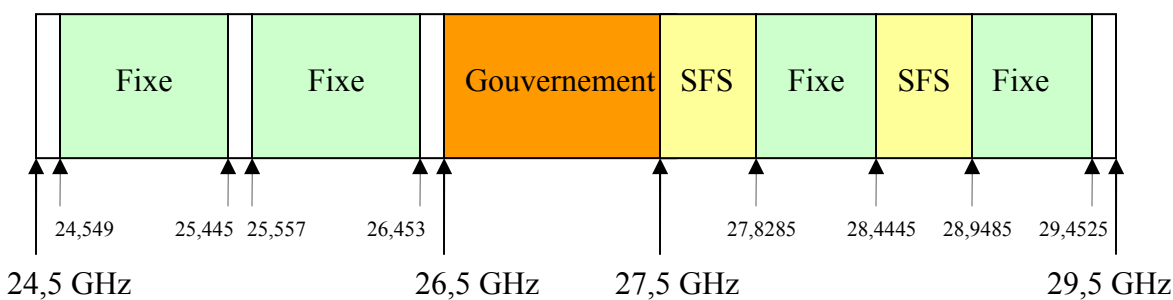 Fixe Fixe Gouvernement SFS Fixe SFS Fixe
24,549 25,445 25,557 26,453 27,8285 28,4445 28,9485 29,4525
24,5 GHz 26,5 GHz 27,5 GHz 29,5 GHz